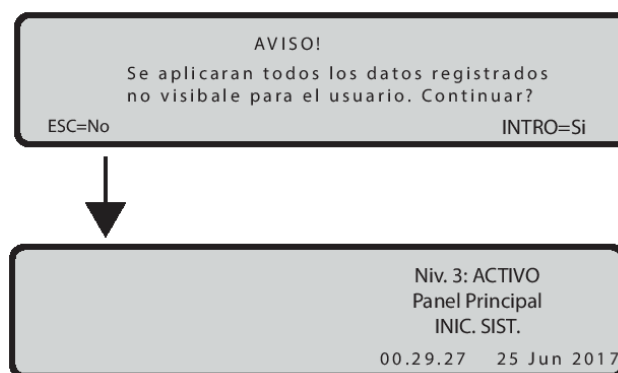 AVISO!
Se aplicaran todos los datos registrados
no visibale para el usuario. Continuar?
ESC=No INTRO=Si
Niv. 3: ACTIVO
Panel Principal
INIC. SIST.
00.29.27 25 Jun 2017